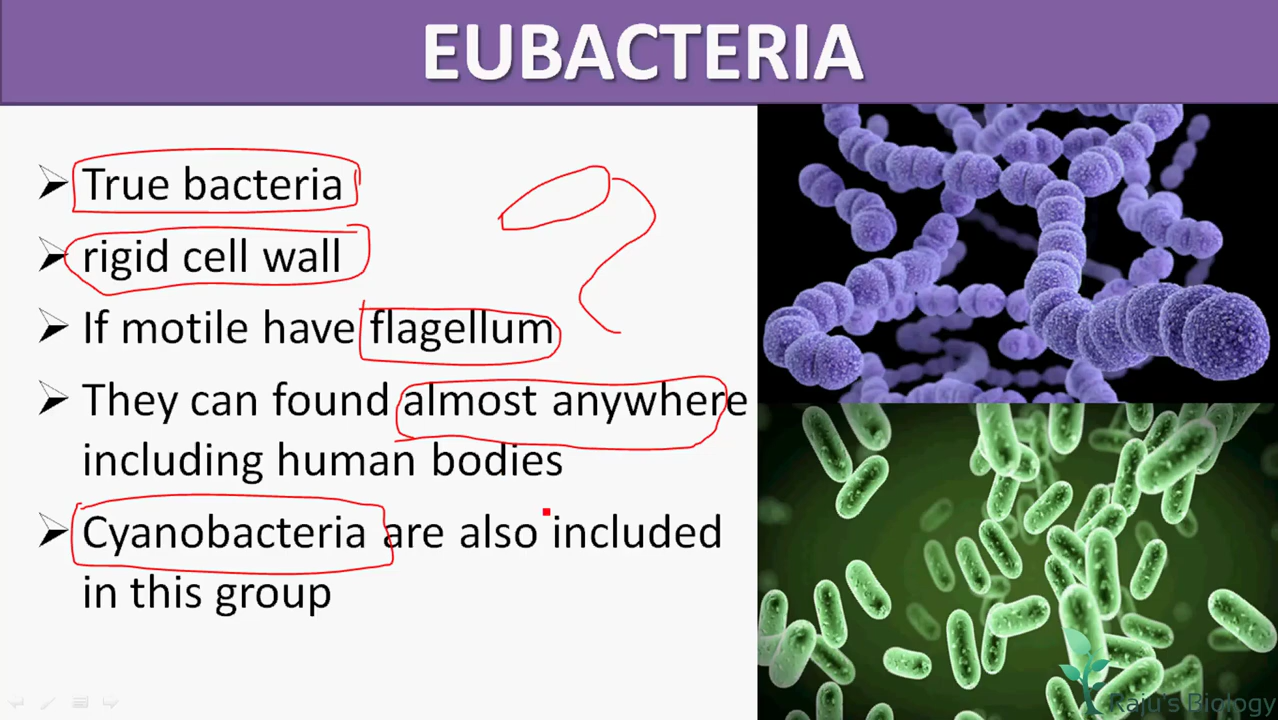 EUBACTERIA
True bacteria
rigid cell wall
If motile have flagellum
They can found almost anywhere
including human bodies
Cyanobacteria are also included
in this group
Raju's Biology